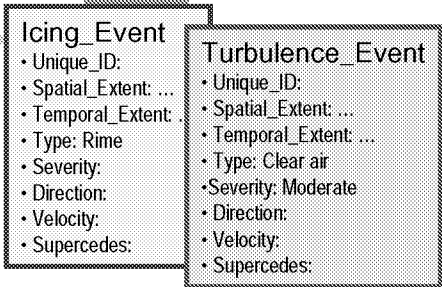 Icing_Event
• Unique_ID:
• Spatial_Extent: ...
• Temporal_Extent: .
• Type: Rime
• Severity:
• Direction:
• Velocity:
• Supercedes:
Turbulence_Event
• Unique_ID:
• Spatial_Extent: ...
• Temporal_Extent: ...
• Type: Clear air
•Severity: Moderate
• Direction:
• Velocity:
• Supercedes: